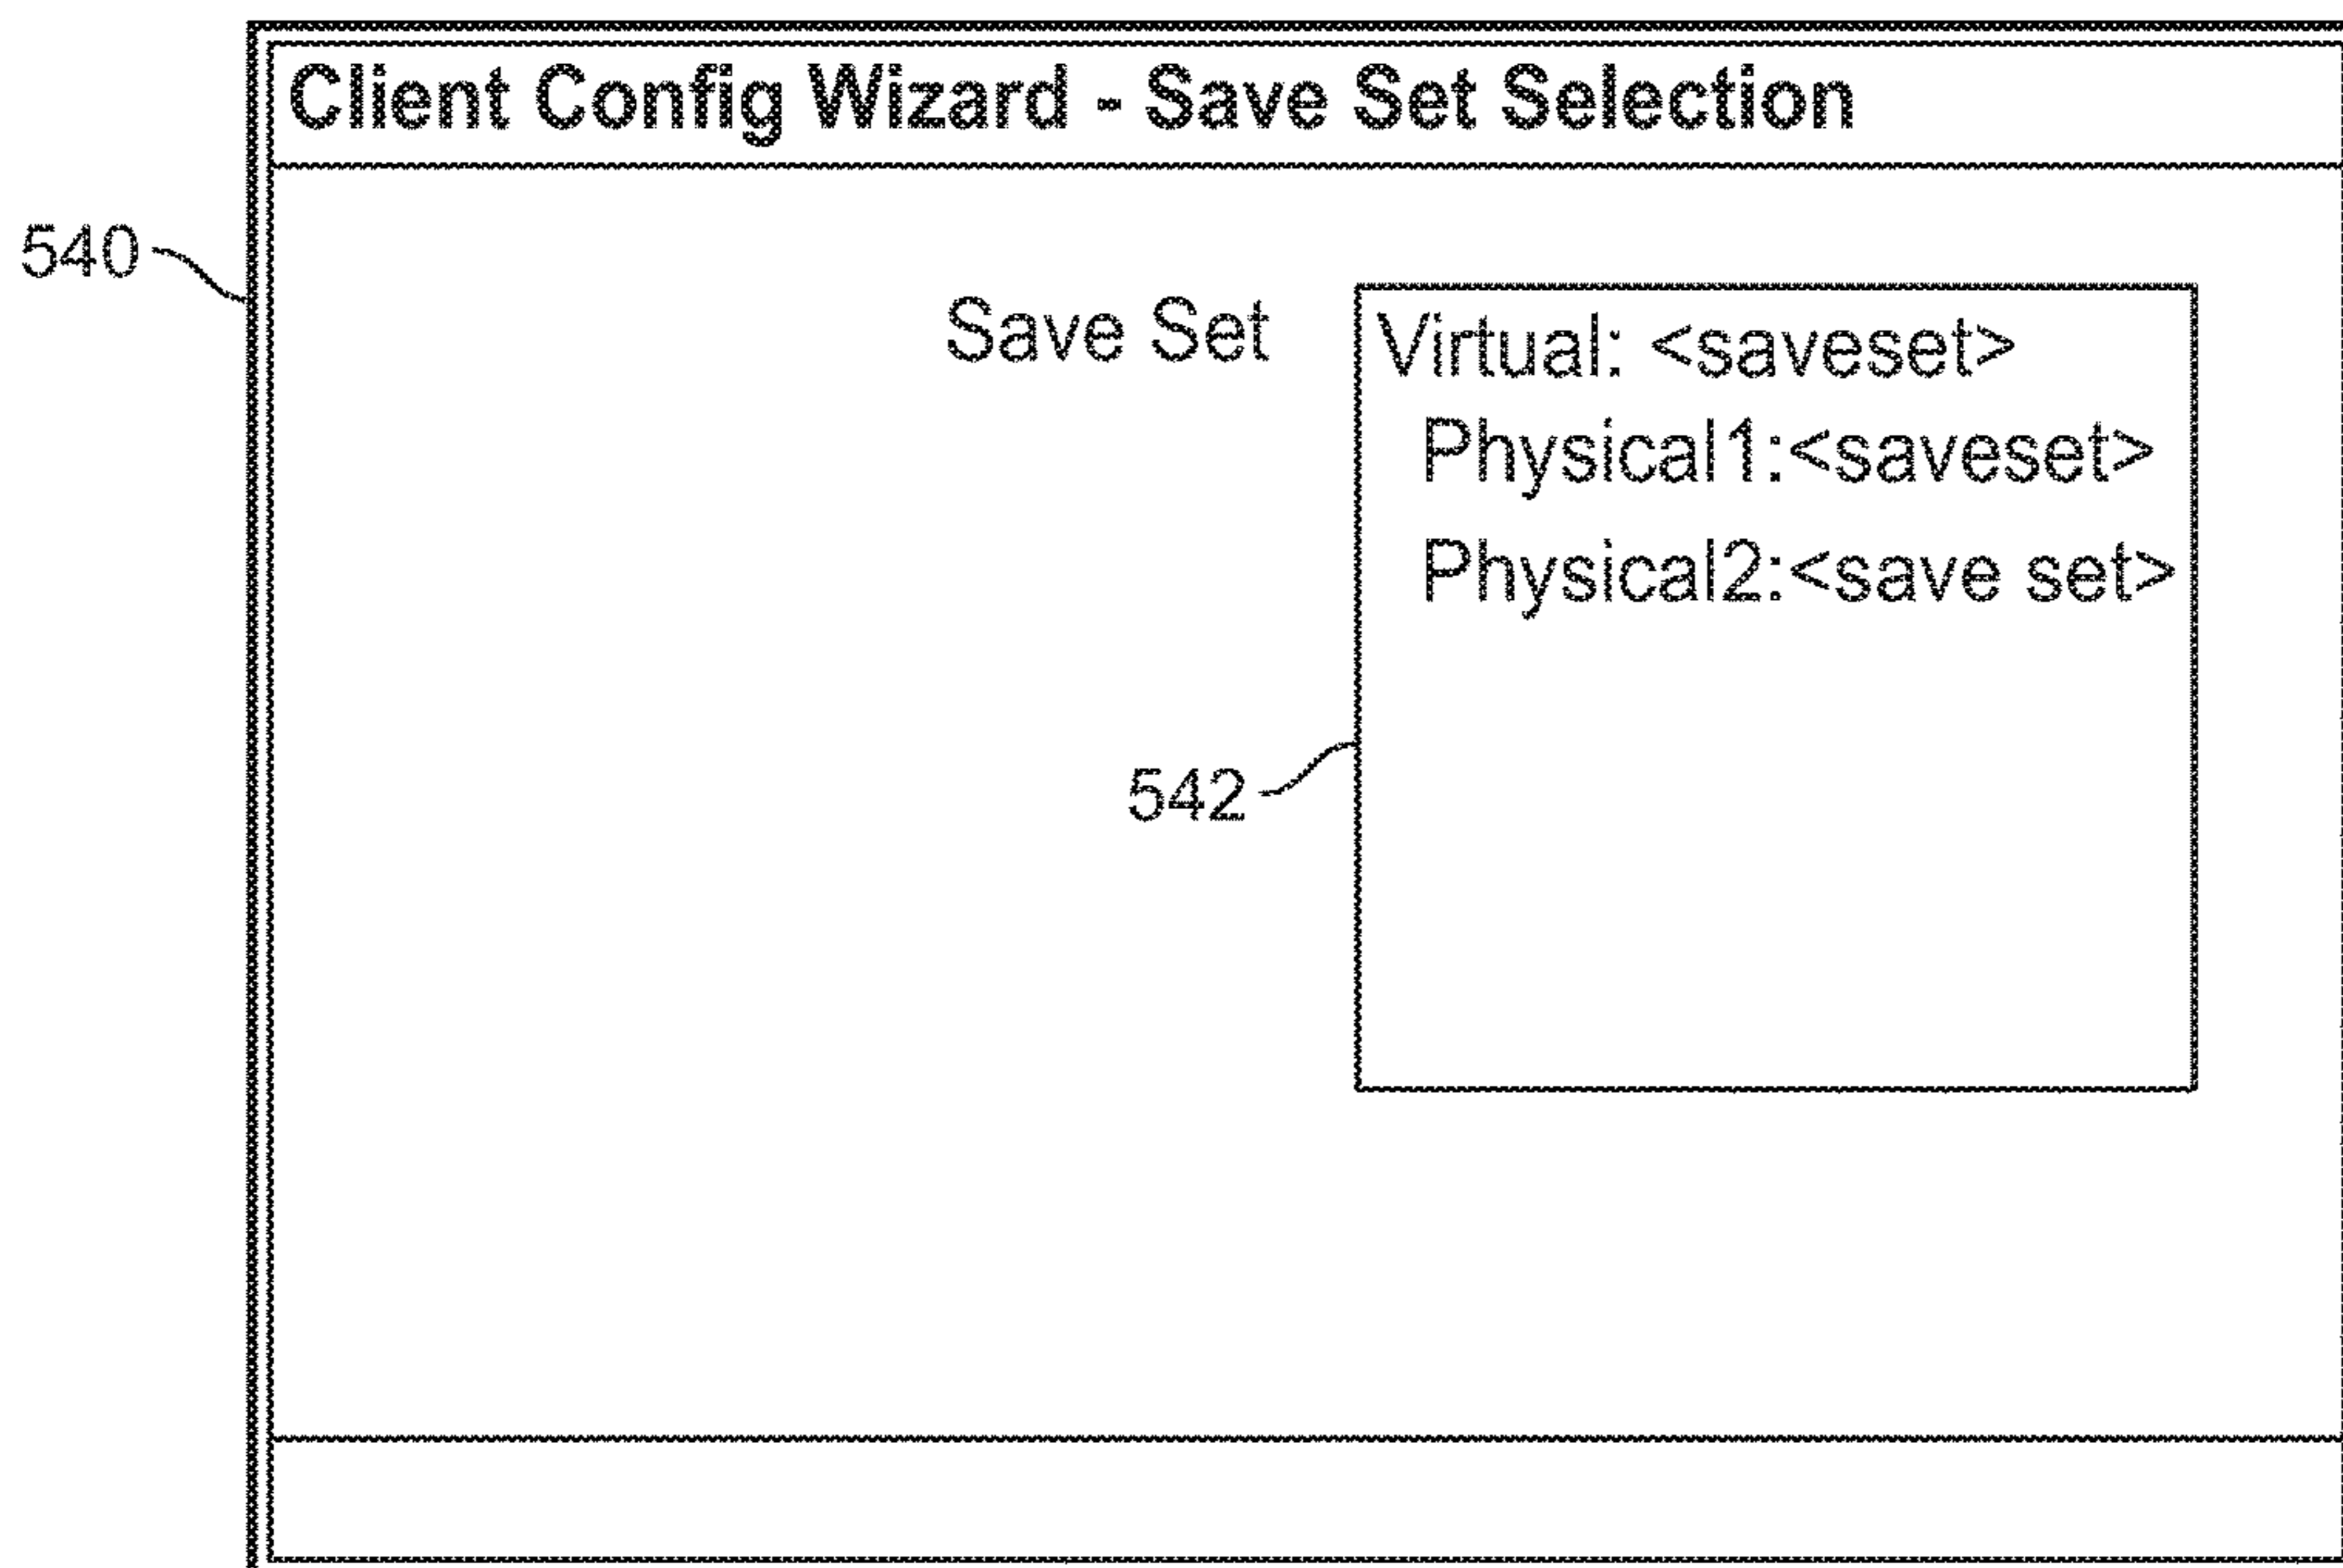 Client Config Wizard - Save Set Selection
540
Save Set
Virtual: <saveset>
Physical1:<saveset>
Physical2:<save set>
542